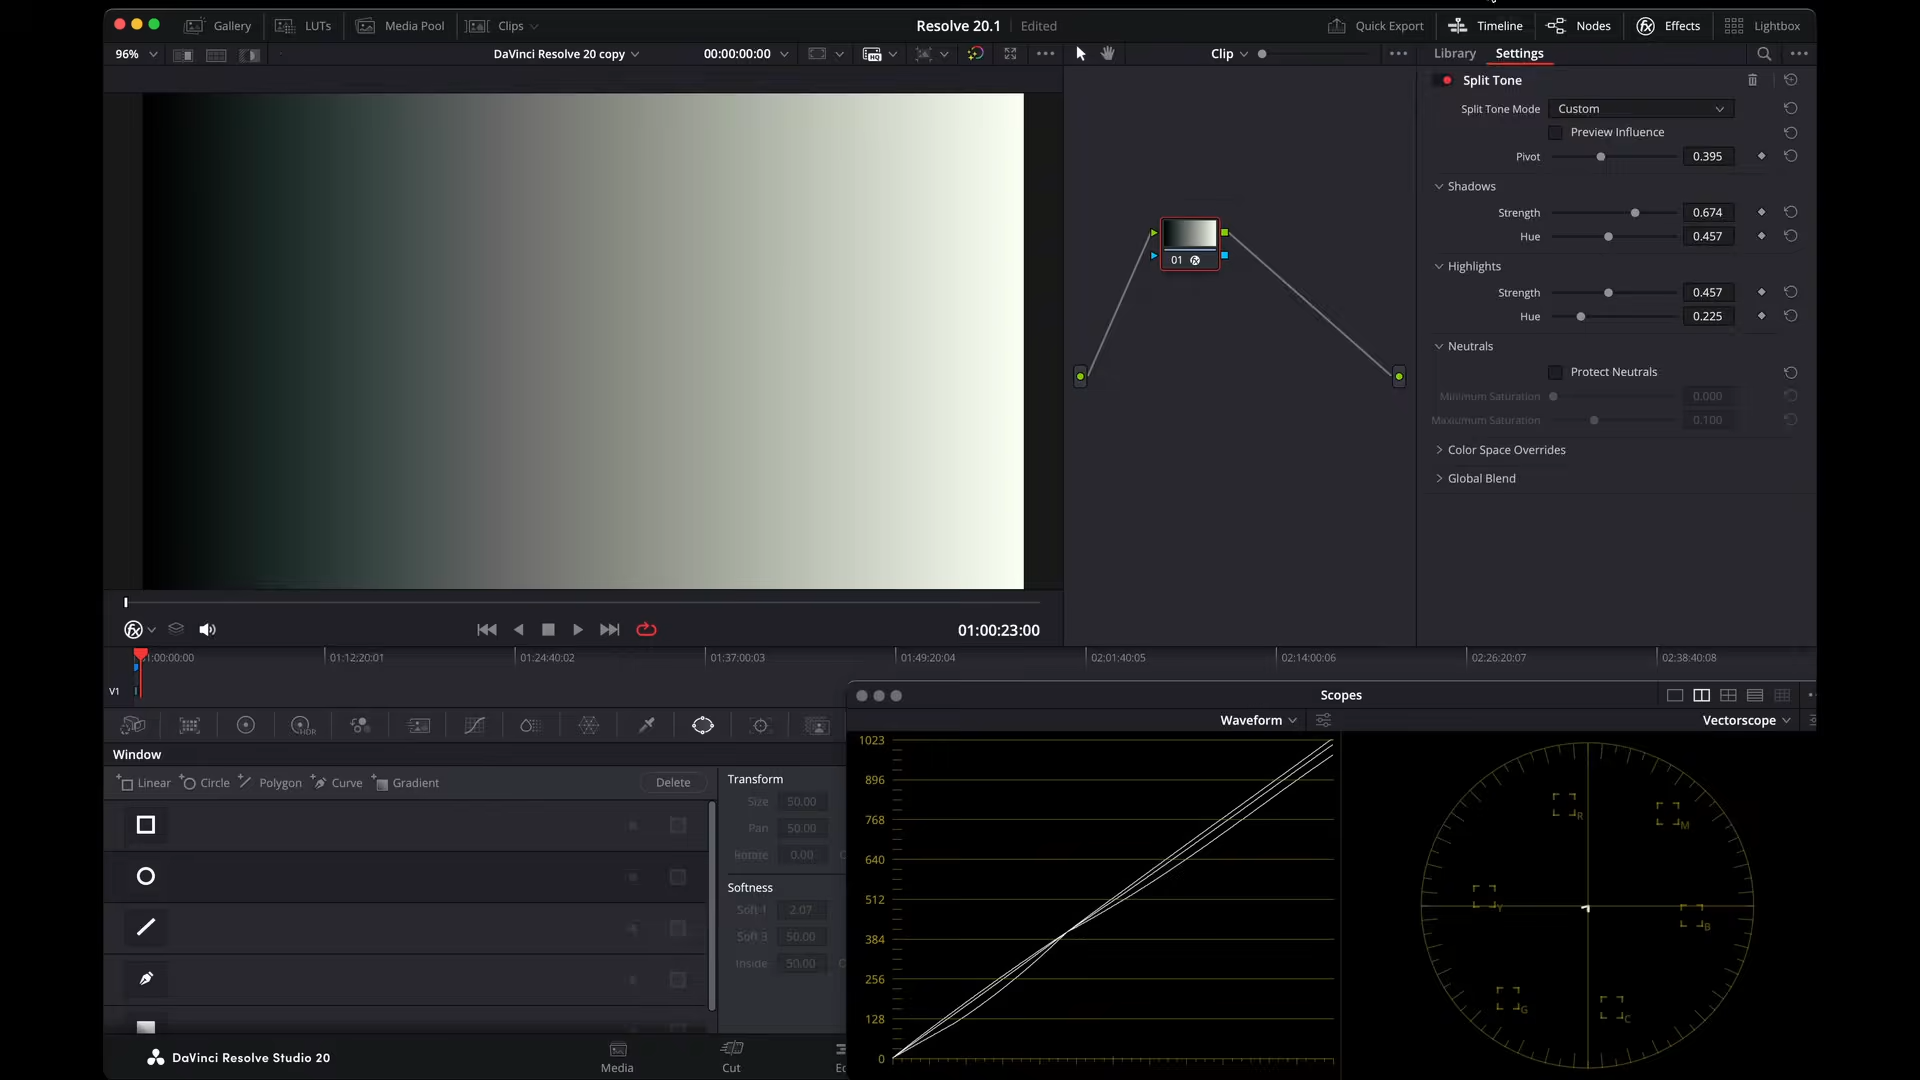 Gallery LUTs Media Pool Clips Resolve 20.1 Edited Quick Export Timeline Nodes Effects Lightbox
96% DaVinci Resolve 20 copy 00:00:00:00 HQ Clip Library Settings
Split Tone
Split Tone Mode Custom
Preview Influence
Pivot 0.395
Shadows
Strength 0.674
Hue 0.457
Highlights
Strength 0.457
Hue 0.225
Neutrals
Protect Neutrals
Minimum Saturation 0.000
Maxiumum Saturation 0.100
Color Space Overrides
Global Blend
01
01:00:23:00
01:00:00:00 01:12:20:01 01:24:40:02 01:37:00:03 01:49:20:04 02:01:40:05 02:14:00:06 02:26:20:07 02:38:40:08
V1
HDR
Window
Linear Circle Polygon Curve Gradient Delete
Transform
Size 50.00
Pan 50.00
Rotate 0.00
Softness
Soft 1 2.07
Soft 3 50.00
Inside 50.00
Scopes
Waveform Vectorscope
1023
896
768
640
512
384
256
128
0
R
M
Y
B
G
C
DaVinci Resolve Studio 20
Media Cut